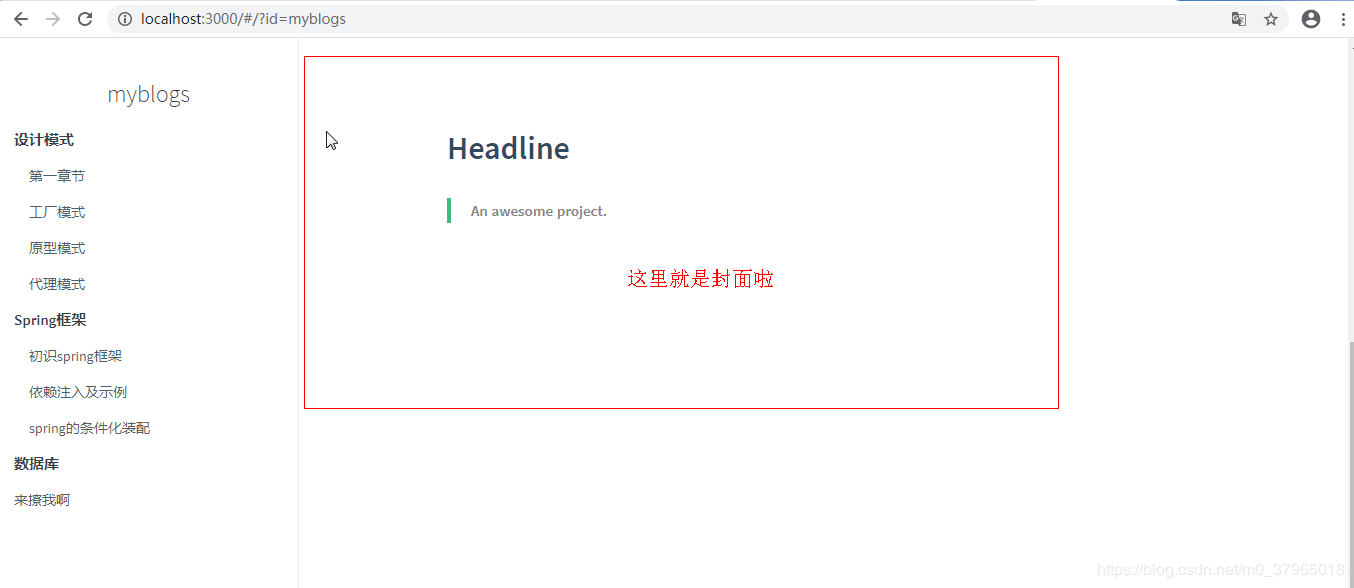 localhost:3000/#/?id=myblogs
myblogs
设计模式
第一章节
工厂模式
原型模式
代理模式
Spring框架
初识spring框架
依赖注入及示例
spring的条件化装配
数据库
来擦我啊
Headline
An awesome project.
这里就是封面啦
https://blog.csdn.net/m0_37965018